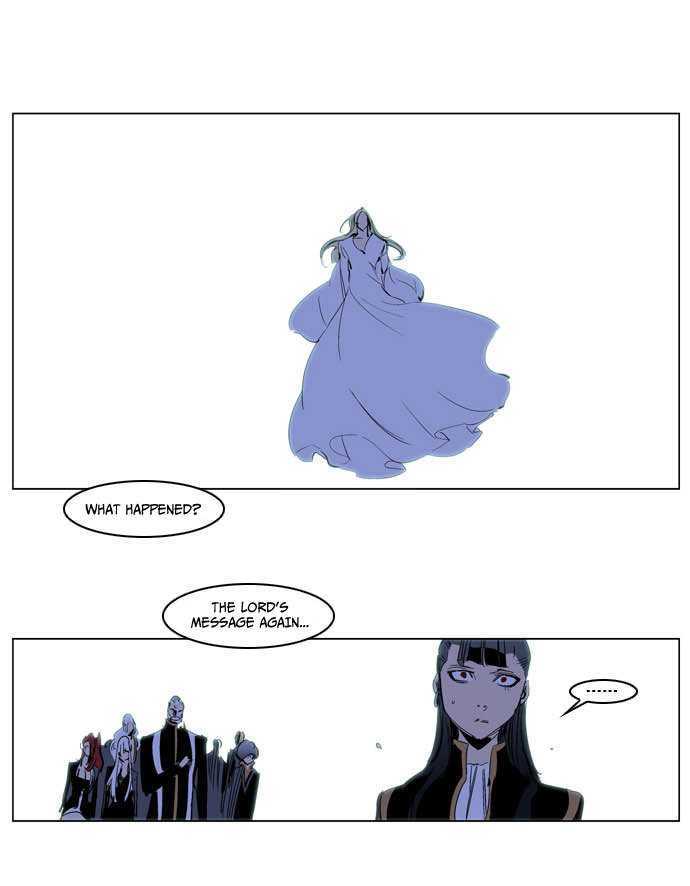 WHAT HAPPENED?
THE LORD'S
MESSAGE AGAIN...
------